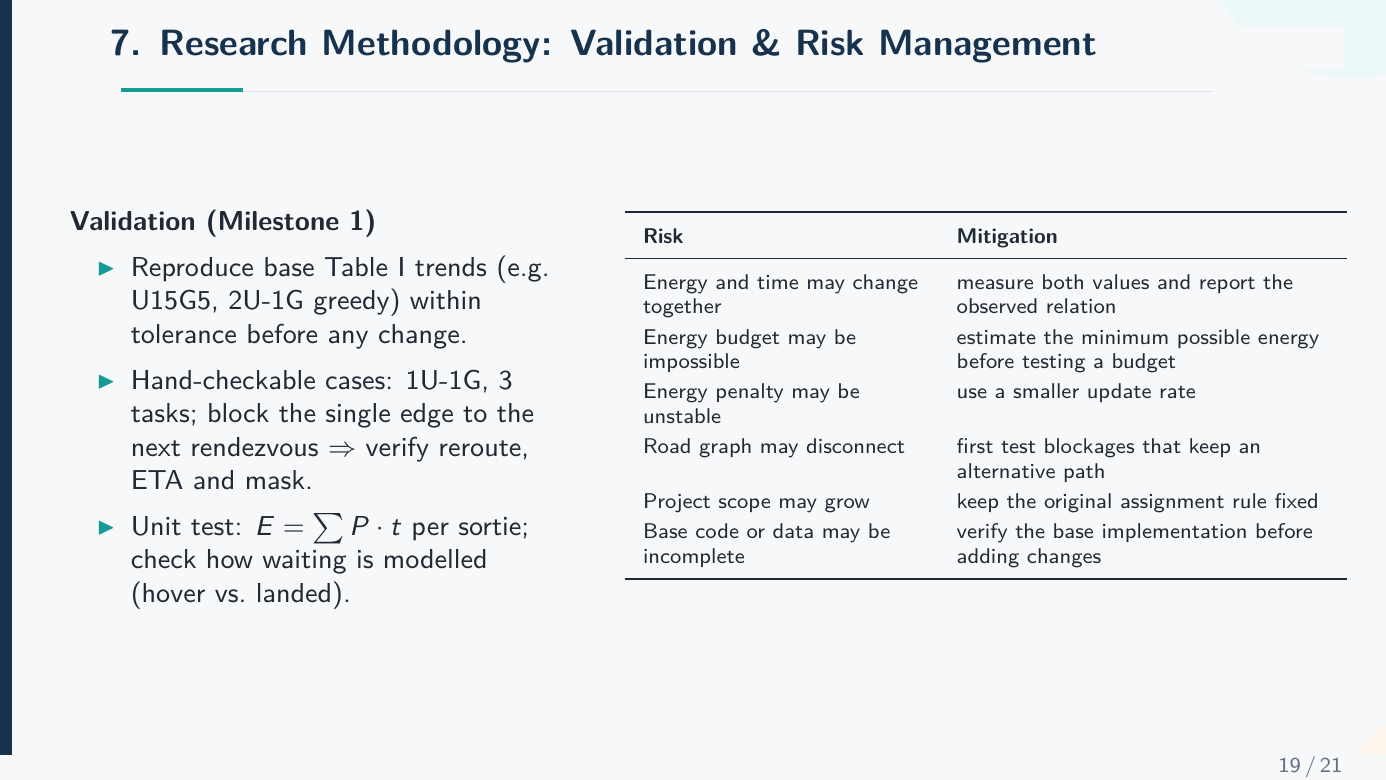 7. Research Methodology: Validation & Risk Management
Validation (Milestone 1)
▶ Reproduce base Table I trends (e.g.
U15G5, 2U-1G greedy) within
tolerance before any change.
▶ Hand-checkable cases: 1U-1G, 3
tasks; block the single edge to the
next rendezvous ⇒ verify reroute,
ETA and mask.
▶ Unit test: E = ∑ P · t per sortie;
check how waiting is modelled
(hover vs. landed).
Risk Mitigation
Energy and time may change measure both values and report the
together observed relation
Energy budget may be estimate the minimum possible energy
impossible before testing a budget
Energy penalty may be use a smaller update rate
unstable
Road graph may disconnect first test blockages that keep an
alternative path
Project scope may grow keep the original assignment rule fixed
Base code or data may be verify the base implementation before
incomplete adding changes
19 / 21